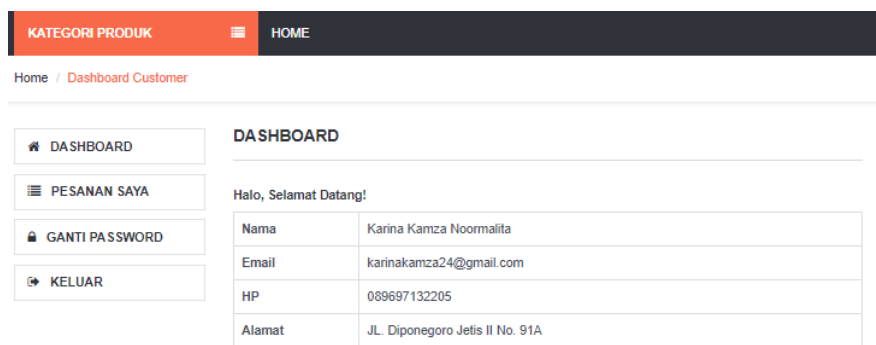 KATEGORI PRODUK HOME
Home / Dashboard Customer
DASHBOARD
PESANAN SAYA
GANTI PASSWORD
KELUAR
DASHBOARD
Halo, Selamat Datang!
Nama Karina Kamza Noormalita
Email karinakamza24@gmail.com
HP 089697132205
Alamat JL. Diponegoro Jetis II No. 91A